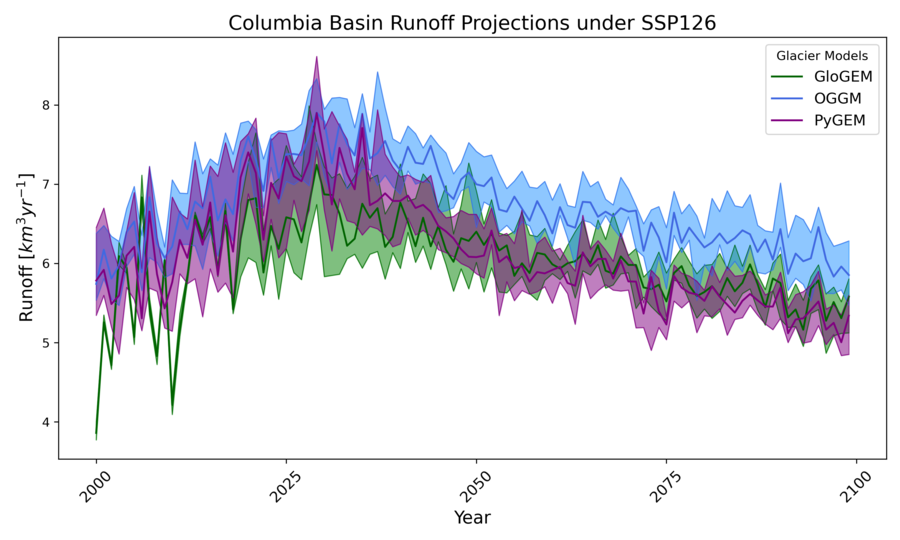 Columbia Basin Runoff Projections under SSP126
Glacier Models
GloGEM
OGGM
PyGEM
Runoff [km³yr⁻¹]
8
7
6
5
4
2000
2025
2050
2075
2100
Year